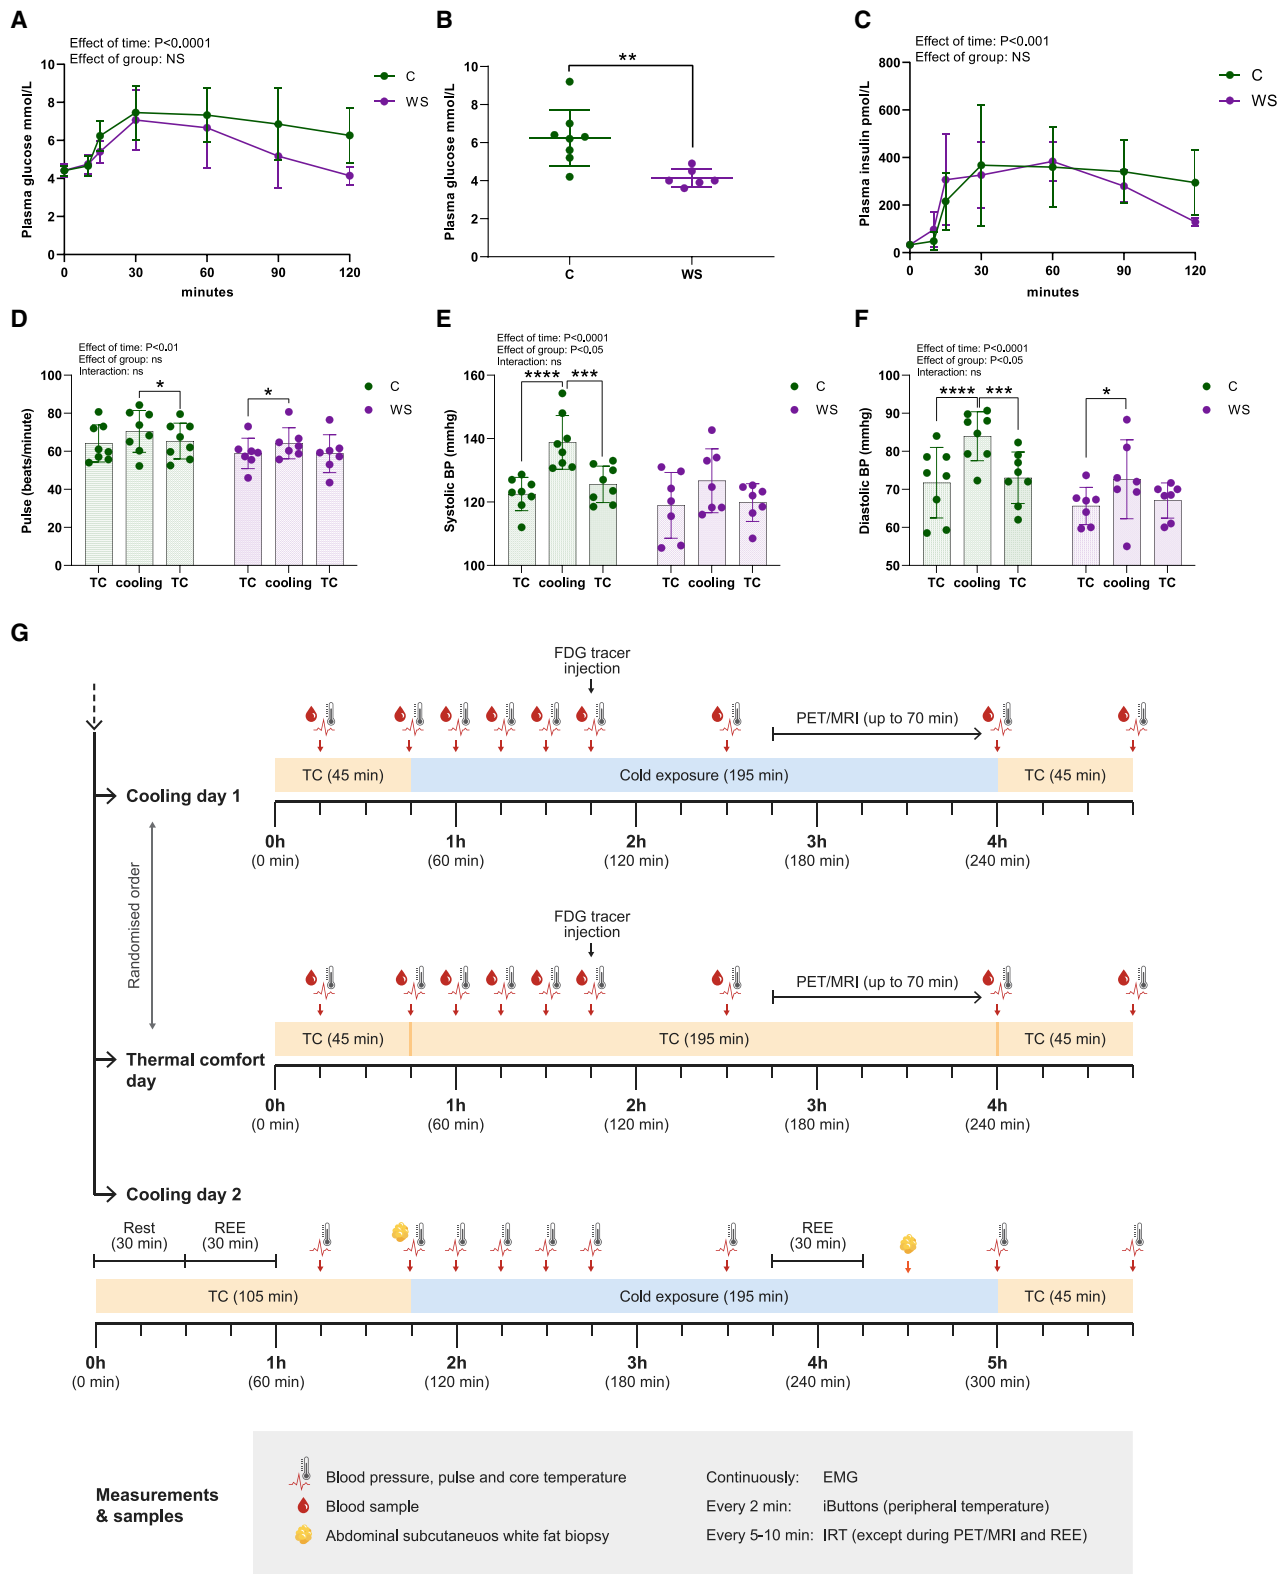 A
Effect of time: P<0.0001
Effect of group: NS
Plasma glucose mmol/L
10
8
6
4
2
0
0
30
60
90
120
minutes
C
WS
B
**
Plasma glucose mmol/L
10
8
6
4
2
0
C
WS
C
Effect of time: P<0.001
Effect of group: NS
Plasma insulin pmol/L
800
600
400
200
0
0
30
60
90
120
minutes
C
WS
D
Effect of time: P<0.01
Effect of group: ns
Interaction: ns
Pulse (beats/minute)
100
80
60
40
20
0
*
*
TC cooling TC
TC cooling TC
C
WS
E
Effect of time: P<0.0001
Effect of group: P<0.05
Interaction: ns
Systolic BP (mmhg)
160
140
120
100
**** ***
TC cooling TC
TC cooling TC
C
WS
F
Effect of time: P<0.0001
Effect of group: P<0.05
Interaction: ns
Diastolic BP (mmhg)
100
90
80
70
60
50
**** ***
*
TC cooling TC
TC cooling TC
C
WS
G
FDG tracer
injection
PET/MRI (up to 70 min)
TC (45 min)
Cold exposure (195 min)
TC (45 min)
Cooling day 1
0h
(0 min)
1h
(60 min)
2h
(120 min)
3h
(180 min)
4h
(240 min)
Randomised order
FDG tracer
injection
PET/MRI (up to 70 min)
TC (45 min)
TC (195 min)
TC (45 min)
Thermal comfort
day
0h
(0 min)
1h
(60 min)
2h
(120 min)
3h
(180 min)
4h
(240 min)
Cooling day 2
Rest
(30 min)
REE
(30 min)
REE
(30 min)
TC (105 min)
Cold exposure (195 min)
TC (45 min)
0h
(0 min)
1h
(60 min)
2h
(120 min)
3h
(180 min)
4h
(240 min)
5h
(300 min)
Measurements
& samples
Blood pressure, pulse and core temperature
Blood sample
Abdominal subcutaneuos white fat biopsy
Continuously: EMG
Every 2 min: iButtons (peripheral temperature)
Every 5-10 min: IRT (except during PET/MRI and REE)